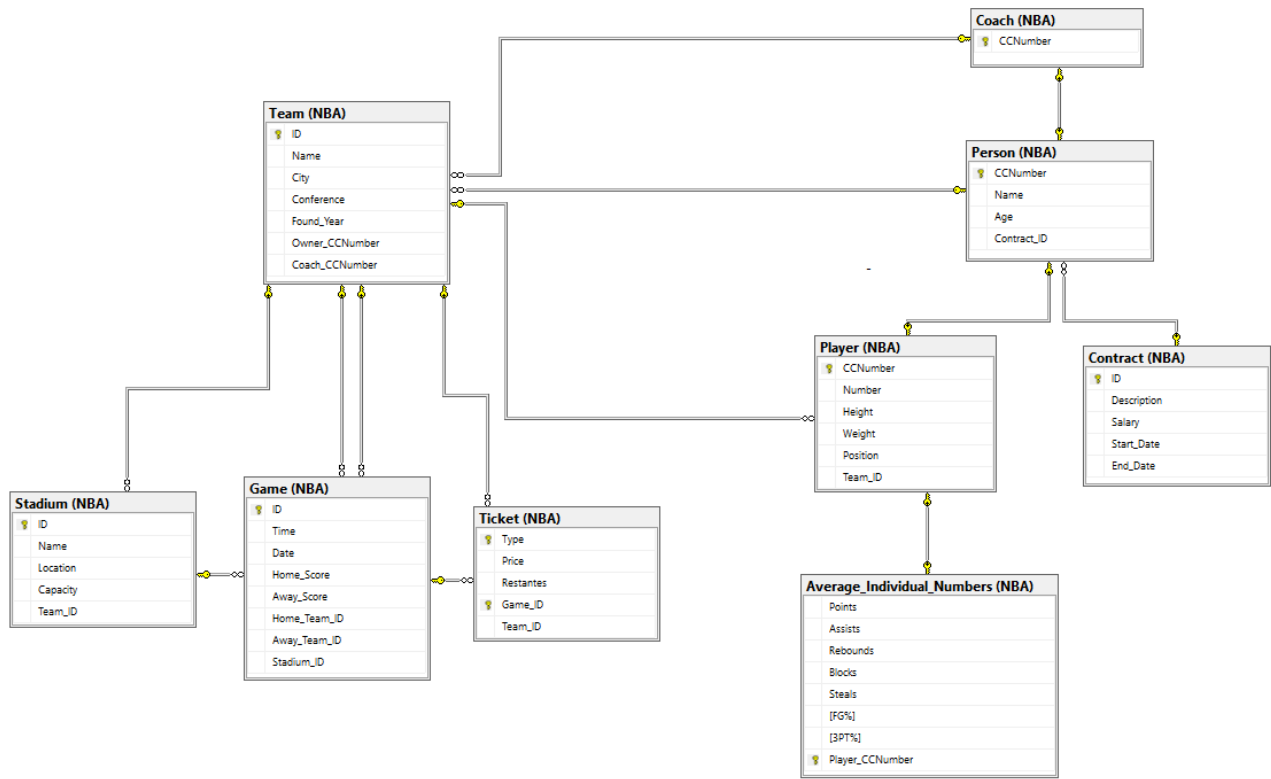 Coach (NBA)
CCNumber
Team (NBA)
ID
Name
City
Conference
Found_Year
Owner_CCNumber
Coach_CCNumber
Person (NBA)
CCNumber
Name
Age
Contract_ID
-
Player (NBA)
CCNumber
Number
Height
Weight
Position
Team_ID
Contract (NBA)
ID
Description
Salary
Start_Date
End_Date
Stadium (NBA)
ID
Name
Location
Capacity
Team_ID
Game (NBA)
ID
Time
Date
Home_Score
Away_Score
Home_Team_ID
Away_Team_ID
Stadium_ID
Ticket (NBA)
Type
Price
Restantes
Game_ID
Team_ID
Average_Individual_Numbers (NBA)
Points
Assists
Rebounds
Blocks
Steals
[FG%]
[3PT%]
Player_CCNumber